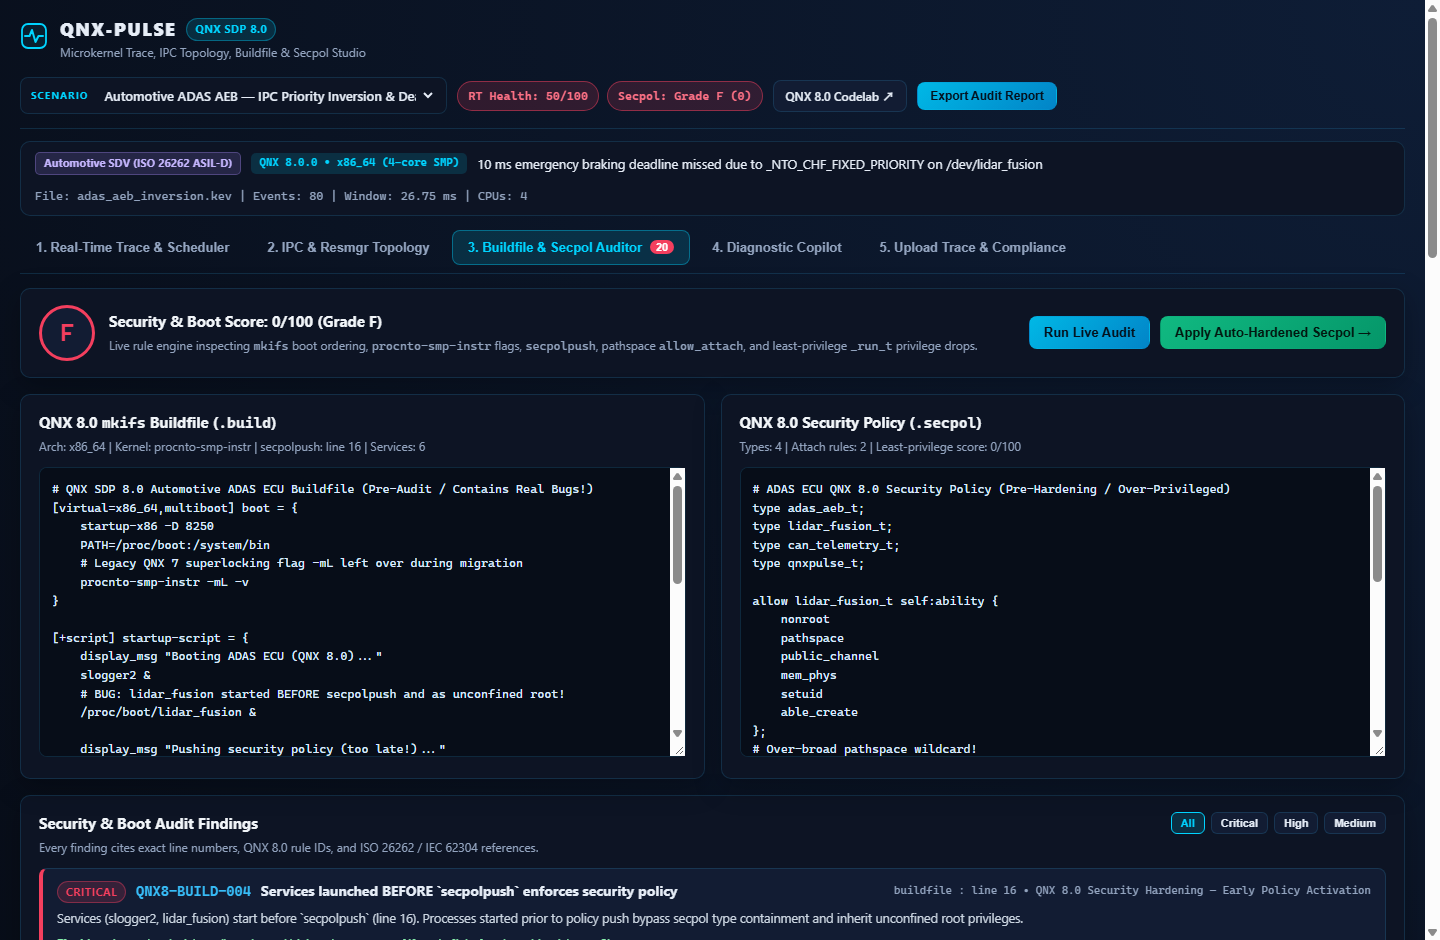 QNX-PULSE QNX SDP 8.0
Microkernel Trace, IPC Topology, Buildfile & Secpol Studio
SCENARIO Automotive ADAS AEB — IPC Priority Inversion & De RT Health: 50/100 Secpol: Grade F (0) QNX 8.0 Codelab ↗ Export Audit Report
Automotive SDV (ISO 26262 ASIL-D) QNX 8.0.0 • x86_64 (4-core SMP) 10 ms emergency braking deadline missed due to _NTO_CHF_FIXED_PRIORITY on /dev/lidar_fusion
File: adas_aeb_inversion.kev | Events: 80 | Window: 26.75 ms | CPUs: 4
1. Real-Time Trace & Scheduler 2. IPC & Resmgr Topology 3. Buildfile & Secpol Auditor 20 4. Diagnostic Copilot 5. Upload Trace & Compliance
F
Security & Boot Score: 0/100 (Grade F)
Live rule engine inspecting mkifs boot ordering, procnto-smp-instr flags, secpolpush, pathspace allow_attach, and least-privilege _run_t privilege drops.
Run Live Audit Apply Auto-Hardened Secpol →
QNX 8.0 mkifs Buildfile (.build)
Arch: x86_64 | Kernel: procnto-smp-instr | secpolpush: line 16 | Services: 6
# QNX SDP 8.0 Automotive ADAS ECU Buildfile (Pre-Audit / Contains Real Bugs!)
[virtual=x86_64,multiboot] boot = {
startup-x86 -D 8250
PATH=/proc/boot:/system/bin
# Legacy QNX 7 superlocking flag -mL left over during migration
procnto-smp-instr -mL -v
}
[+script] startup-script = {
display_msg "Booting ADAS ECU (QNX 8.0)..."
slogger2 &
# BUG: lidar_fusion started BEFORE secpolpush and as unconfined root!
/proc/boot/lidar_fusion &
display_msg "Pushing security policy (too late!)..."
QNX 8.0 Security Policy (.secpol)
Types: 4 | Attach rules: 2 | Least-privilege score: 0/100
# ADAS ECU QNX 8.0 Security Policy (Pre-Hardening / Over-Privileged)
type adas_aeb_t;
type lidar_fusion_t;
type can_telemetry_t;
type qnxpulse_t;
allow lidar_fusion_t self:ability {
nonroot
pathspace
public_channel
mem_phys
setuid
able_create
};
# Over-broad pathspace wildcard!
Security & Boot Audit Findings
Every finding cites exact line numbers, QNX 8.0 rule IDs, and ISO 26262 / IEC 62304 references.
All Critical High Medium
CRITICAL QNX8-BUILD-004 Services launched BEFORE `secpolpush` enforces security policy buildfile : line 16 • QNX 8.0 Security Hardening — Early Policy Activation
Services (slogger2, lidar_fusion) start before `secpolpush` (line 16). Processes started prior to policy push bypass secpol type containment and inherit unconfined root privileges.